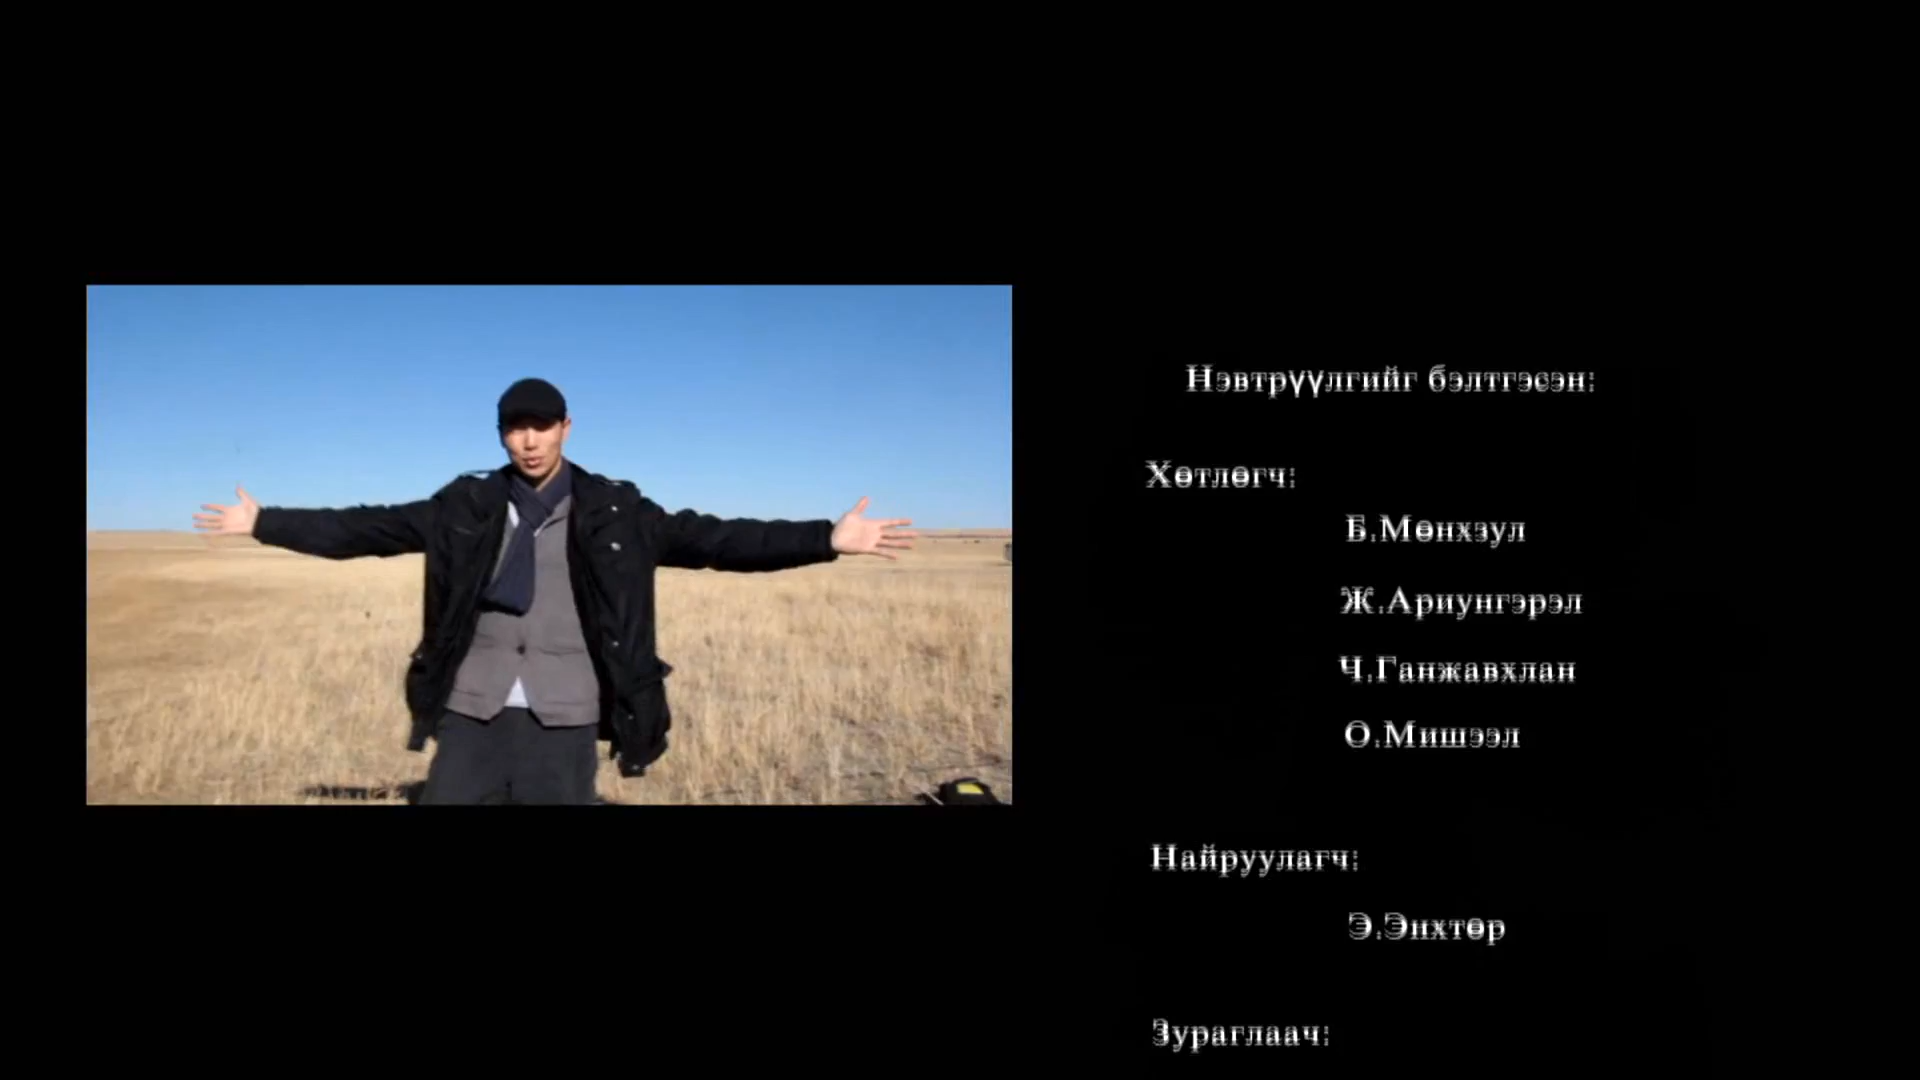 Нэвтрүүлгийг бэлтгэсэн:
Хөтлөгч:
Б.Мөнхзул
Ж.Ариунгэрэл
Ч.Ганжавхлан
О.Мишээл
Найруулагч:
Э.Энхтөр
Зураглаач: